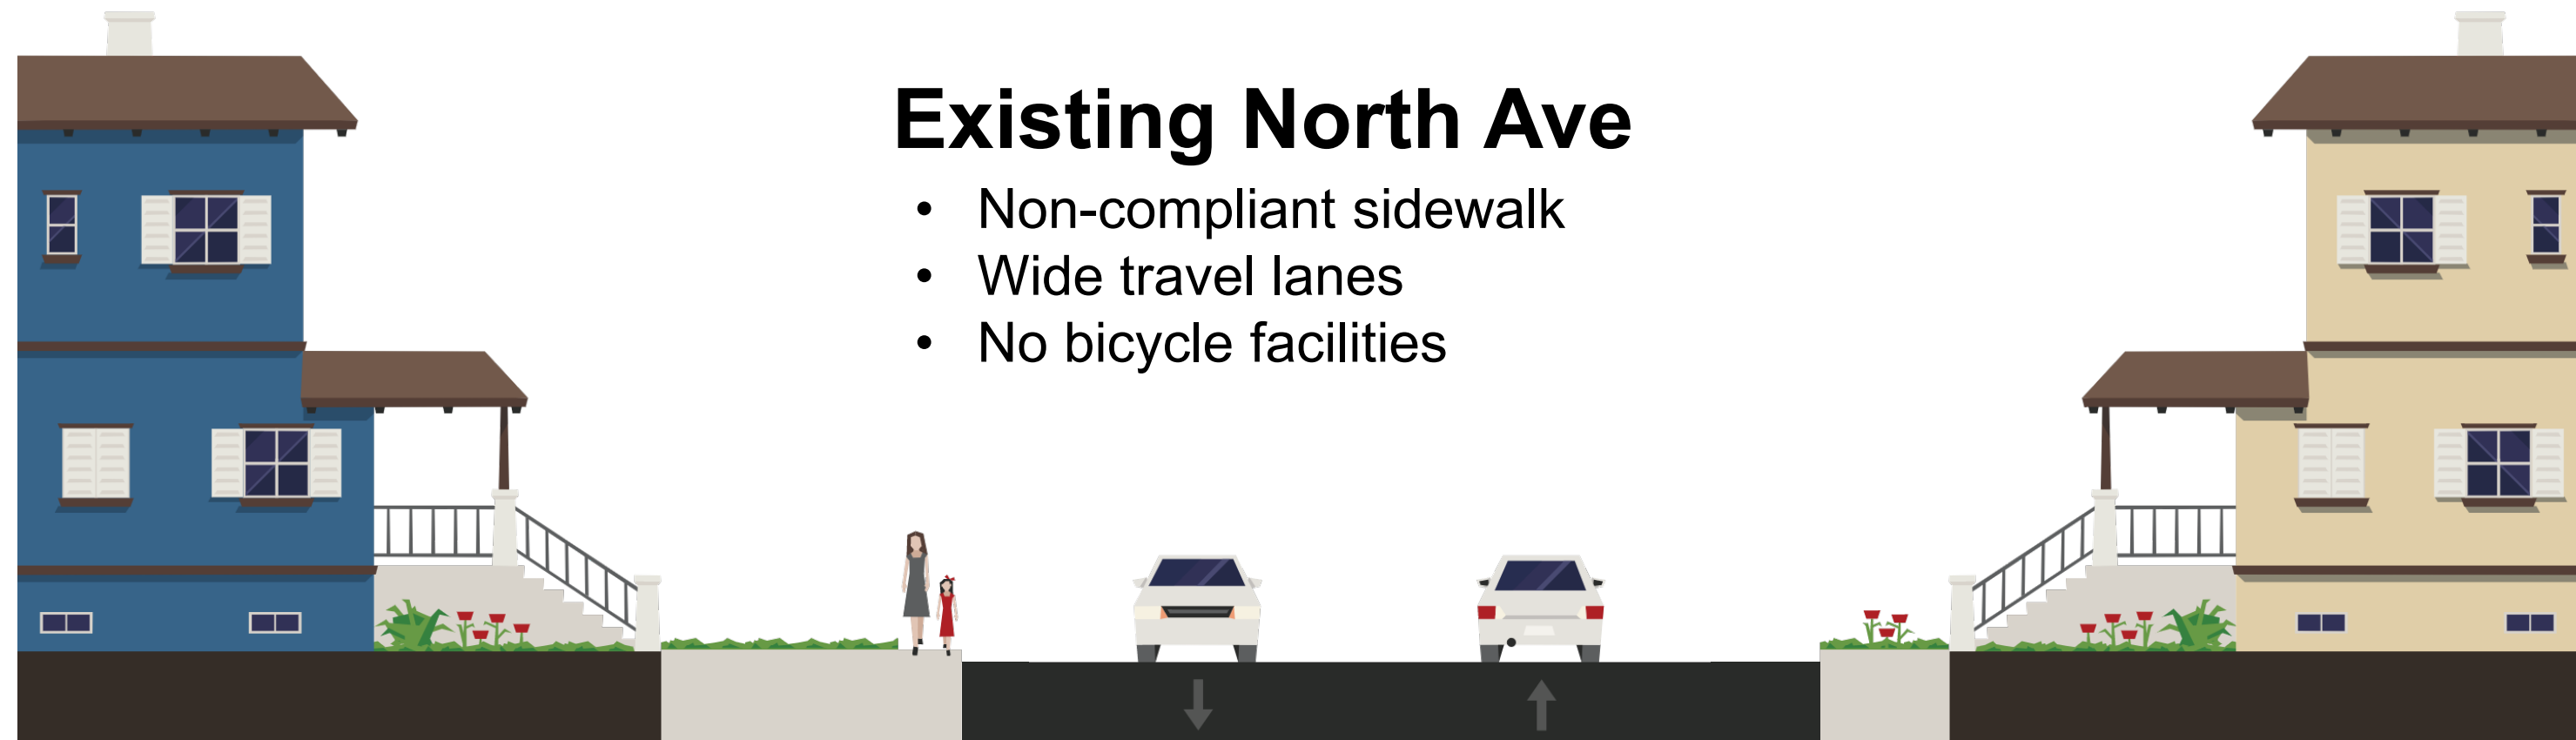 Existing North Ave
• Non-compliant sidewalk
• Wide travel lanes
• No bicycle facilities